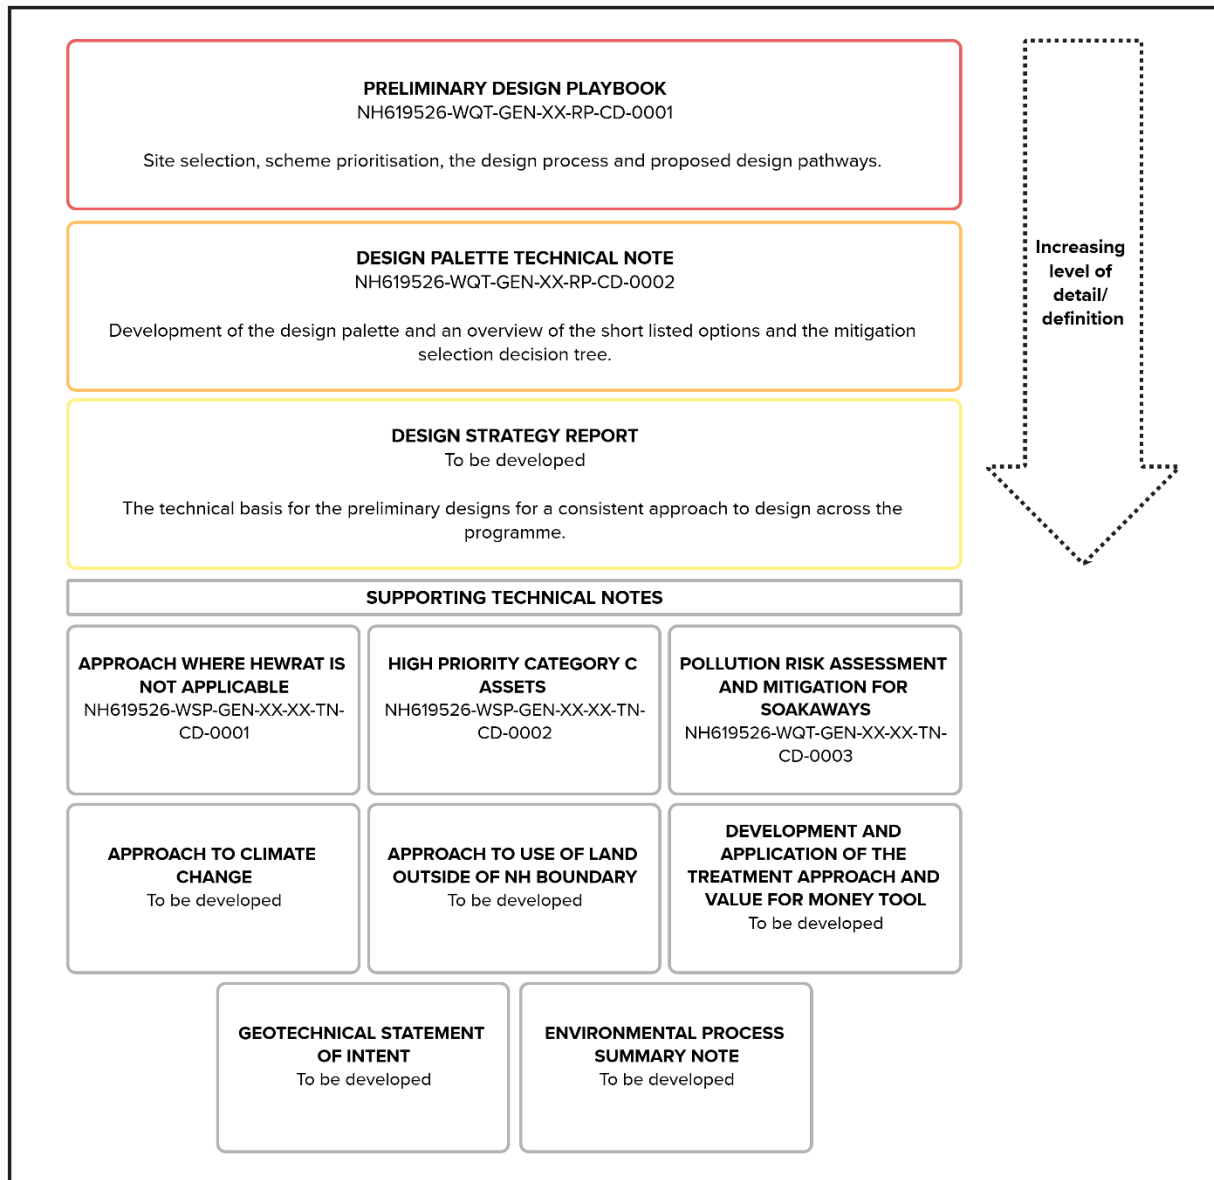 PRELIMINARY DESIGN PLAYBOOK
NH619526-WQT-GEN-XX-RP-CD-0001
Site selection, scheme prioritisation, the design process and proposed design pathways.
DESIGN PALETTE TECHNICAL NOTE
NH619526-WQT-GEN-XX-RP-CD-0002
Development of the design palette and an overview of the short listed options and the mitigation
selection decision tree.
DESIGN STRATEGY REPORT
To be developed
The technical basis for the preliminary designs for a consistent approach to design across the
programme.
Increasing
level of
detail/
definition
SUPPORTING TECHNICAL NOTES
APPROACH WHERE HEWRAT IS
NOT APPLICABLE
NH619526-WSP-GEN-XX-XX-TN-
CD-0001
HIGH PRIORITY CATEGORY C
ASSETS
NH619526-WSP-GEN-XX-XX-TN-
CD-0002
POLLUTION RISK ASSESSMENT
AND MITIGATION FOR
SOAKAWAYS
NH619526-WQT-GEN-XX-XX-TN-
CD-0003
APPROACH TO CLIMATE
CHANGE
To be developed
APPROACH TO USE OF LAND
OUTSIDE OF NH BOUNDARY
To be developed
DEVELOPMENT AND
APPLICATION OF THE
TREATMENT APPROACH AND
VALUE FOR MONEY TOOL
To be developed
GEOTECHNICAL STATEMENT
OF INTENT
To be developed
ENVIRONMENTAL PROCESS
SUMMARY NOTE
To be developed